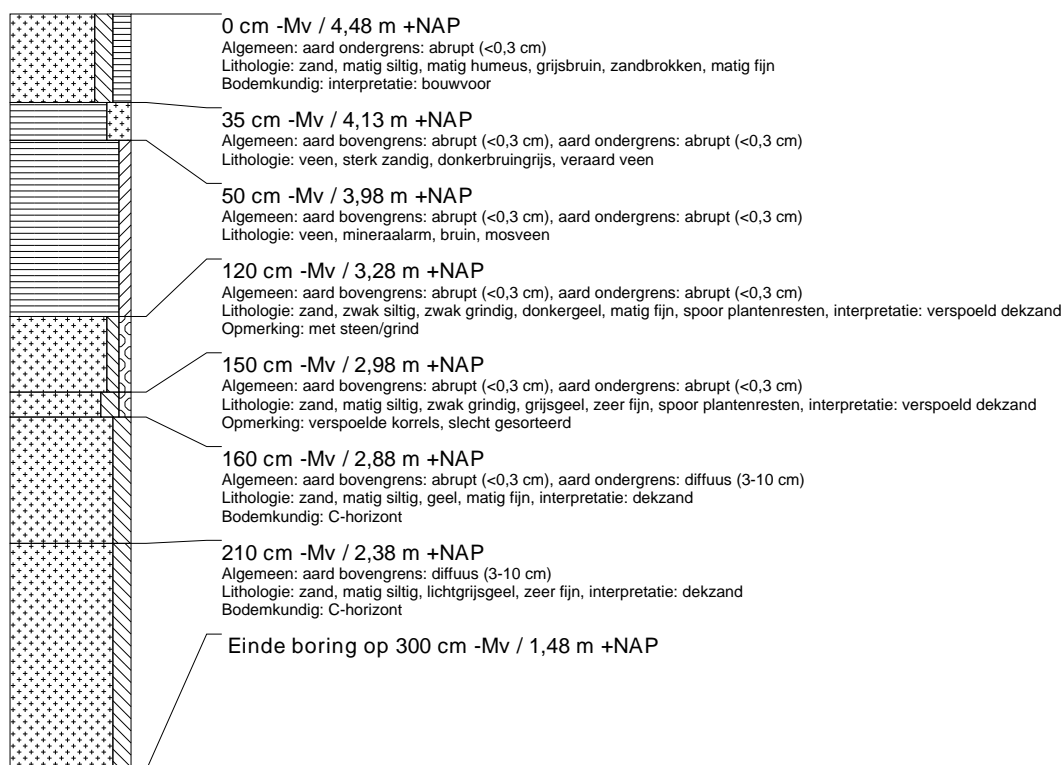 0 cm -Mv / 4,48 m +NAP
Algemeen: aard ondergrens: abrupt (<0,3 cm)
Lithologie: zand, matig siltig, matig humeus, grijsbruin, zandbrokken, matig fijn
Bodemkundig: interpretatie: bouwvoor
35 cm -Mv / 4,13 m +NAP
Algemeen: aard bovengrens: abrupt (<0,3 cm), aard ondergrens: abrupt (<0,3 cm)
Lithologie: veen, sterk zandig, donkerbruingrijs, veraard veen
50 cm -Mv / 3,98 m +NAP
Algemeen: aard bovengrens: abrupt (<0,3 cm), aard ondergrens: abrupt (<0,3 cm)
Lithologie: veen, mineraalarm, bruin, mosveen
120 cm -Mv / 3,28 m +NAP
Algemeen: aard bovengrens: abrupt (<0,3 cm), aard ondergrens: abrupt (<0,3 cm)
Lithologie: zand, zwak siltig, zwak grindig, donkergeel, matig fijn, spoor plantenresten, interpretatie: verspoeld dekzand
Opmerking: met steen/grind
150 cm -Mv / 2,98 m +NAP
Algemeen: aard bovengrens: abrupt (<0,3 cm), aard ondergrens: abrupt (<0,3 cm)
Lithologie: zand, matig siltig, zwak grindig, grijsgeel, zeer fijn, spoor plantenresten, interpretatie: verspoeld dekzand
Opmerking: verspoelde korrels, slecht gesorteerd
160 cm -Mv / 2,88 m +NAP
Algemeen: aard bovengrens: abrupt (<0,3 cm), aard ondergrens: diffuus (3-10 cm)
Lithologie: zand, matig siltig, geel, matig fijn, interpretatie: dekzand
Bodemkundig: C-horizont
210 cm -Mv / 2,38 m +NAP
Algemeen: aard bovengrens: diffuus (3-10 cm)
Lithologie: zand, matig siltig, lichtgrijsgeel, zeer fijn, interpretatie: dekzand
Bodemkundig: C-horizont
Einde boring op 300 cm -Mv / 1,48 m +NAP